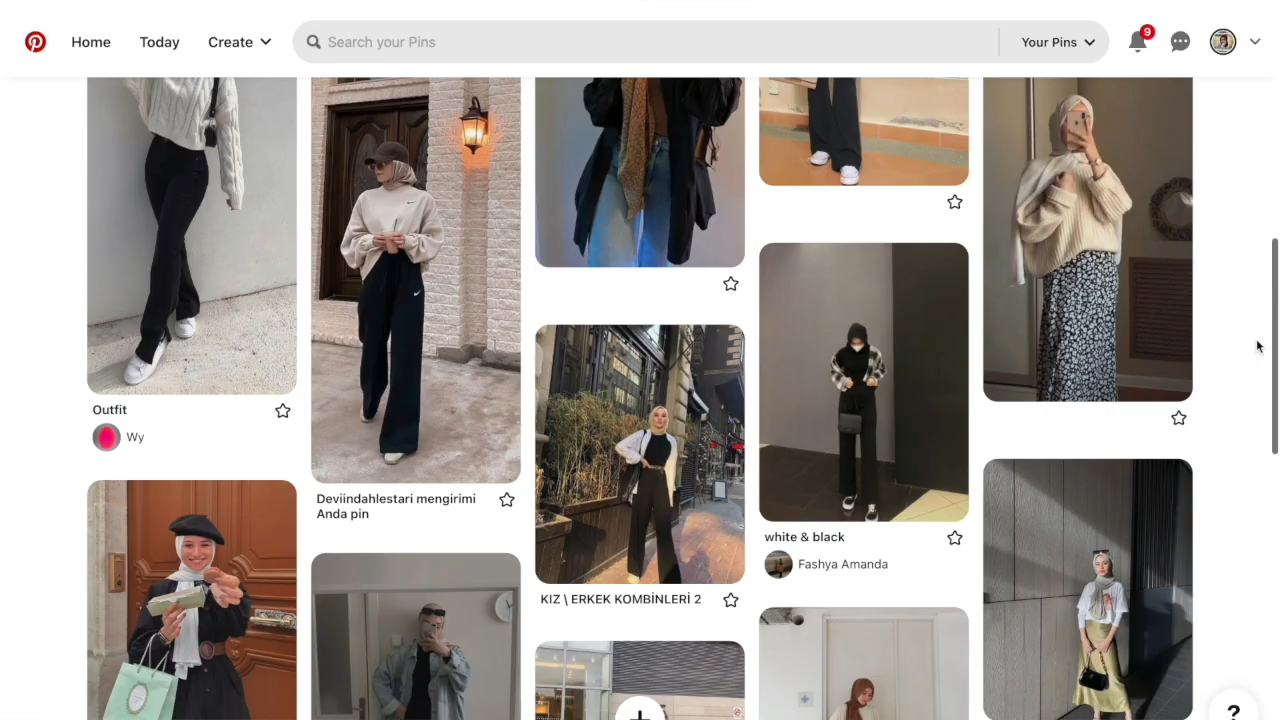 Home
Today
Create
Search your Pins
Your Pins
9
Outfit
Wy
Deviindahlestari mengirimi
Anda pin
KIZ \ ERKEK KOMBİNLERİ 2
white & black
Fashya Amanda
?